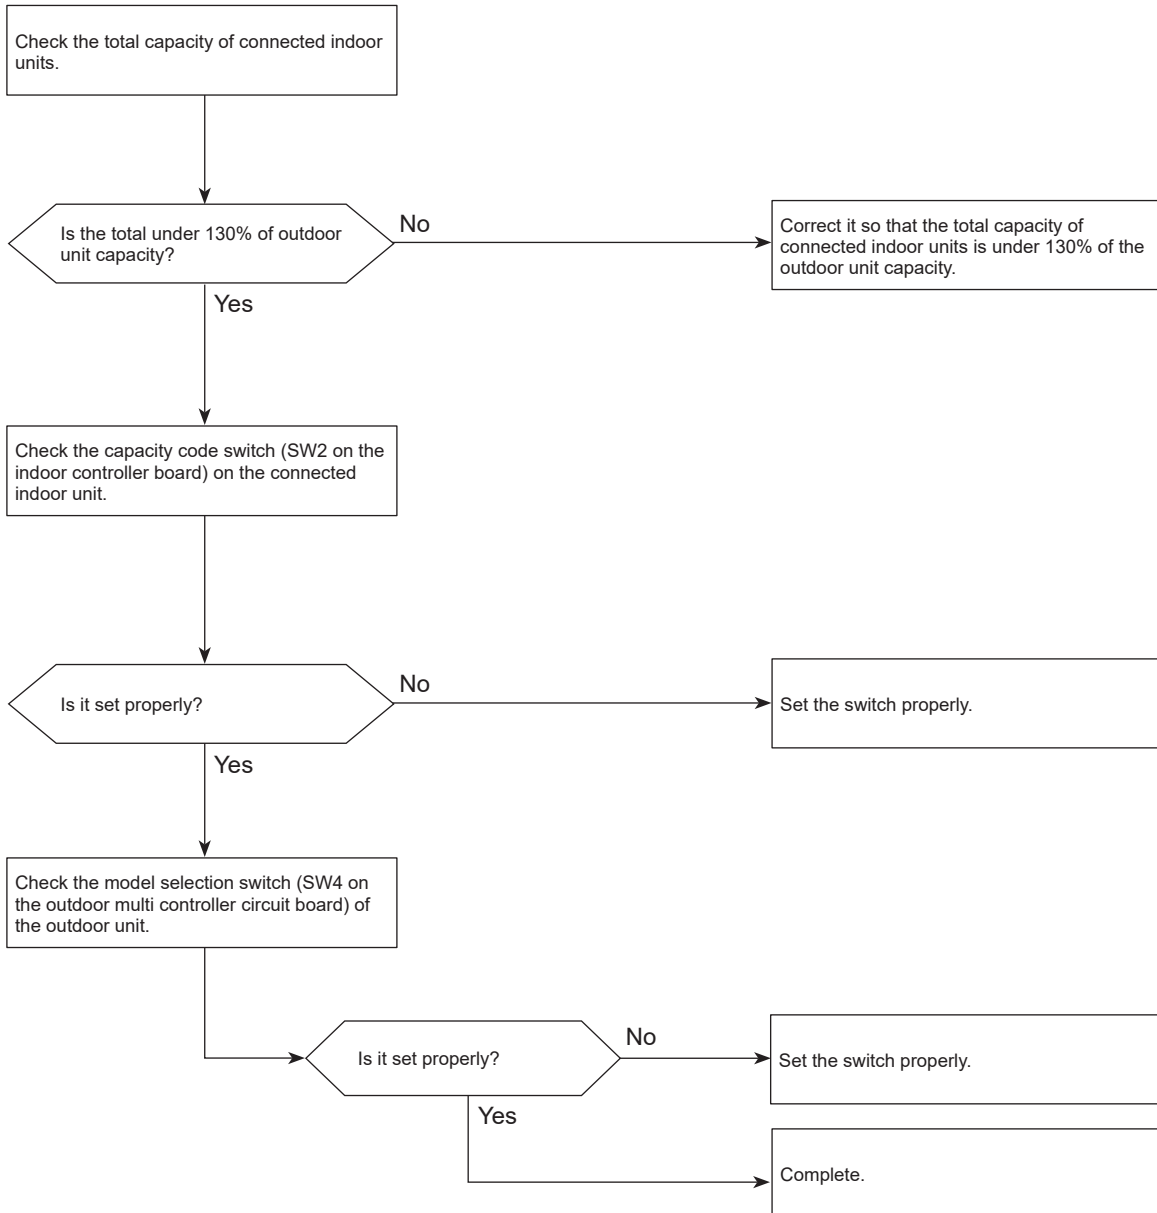 Check the total capacity of connected indoor
units.
Is the total under 130% of outdoor
unit capacity?
No
Correct it so that the total capacity of
connected indoor units is under 130% of the
outdoor unit capacity.
Yes
Check the capacity code switch (SW2 on the
indoor controller board) on the connected
indoor unit.
Is it set properly?
No
Set the switch properly.
Yes
Check the model selection switch (SW4 on
the outdoor multi controller circuit board) of
the outdoor unit.
Is it set properly?
No
Set the switch properly.
Yes
Complete.